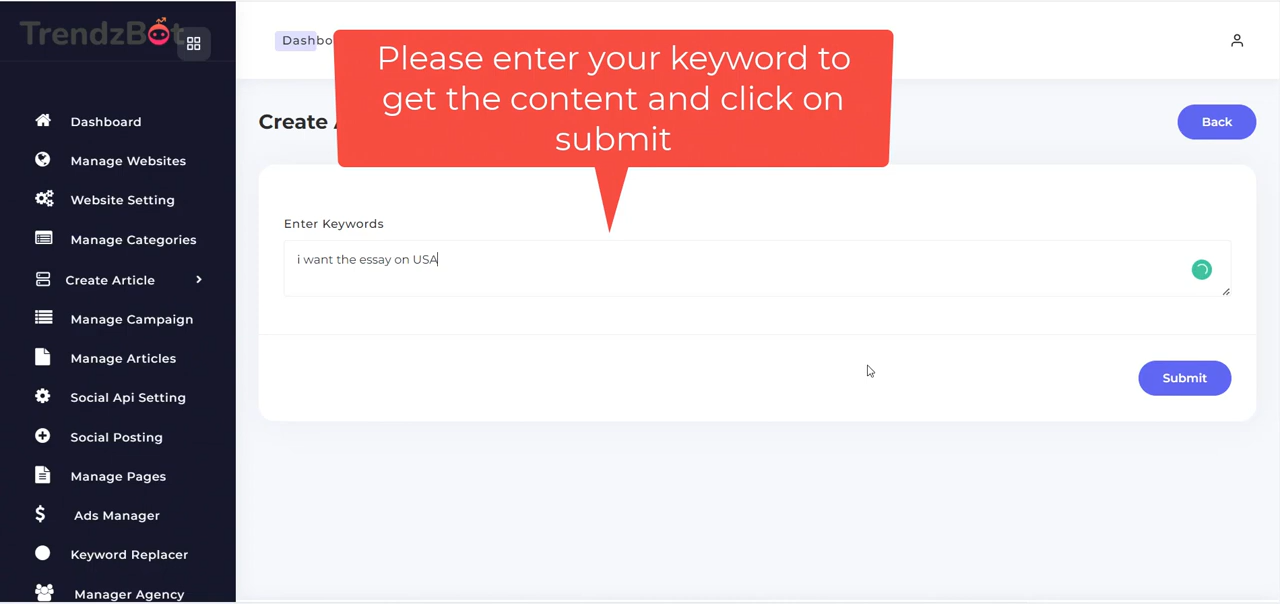 TrendzBot
Dashbo
Please enter your keyword to
get the content and click on
submit
Create
Back
Dashboard
Manage Websites
Website Setting
Manage Categories
Create Article
Manage Campaign
Manage Articles
Social Api Setting
Social Posting
Manage Pages
Ads Manager
Keyword Replacer
Manager Agency
Enter Keywords
i want the essay on USA
Submit